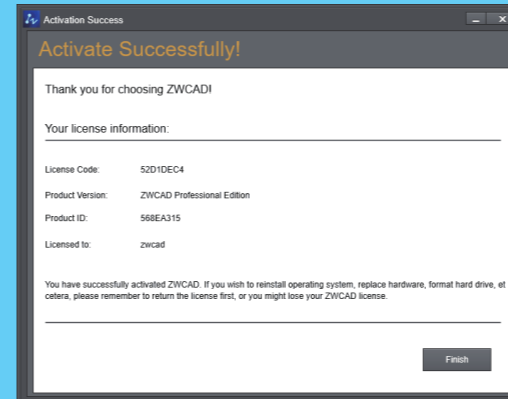 Activation Success
Activate Successfully!
Thank you for choosing ZWCAD!
Your license information:
License Code: 52D1DEC4
Product Version: ZWCAD Professional Edition
Product ID: 568EA315
Licensed to: zwcad
You have successfully activated ZWCAD. If you wish to reinstall operating system, replace hardware, format hard drive, et
cetera, please remember to return the license first, or you might lose your ZWCAD license.
Finish